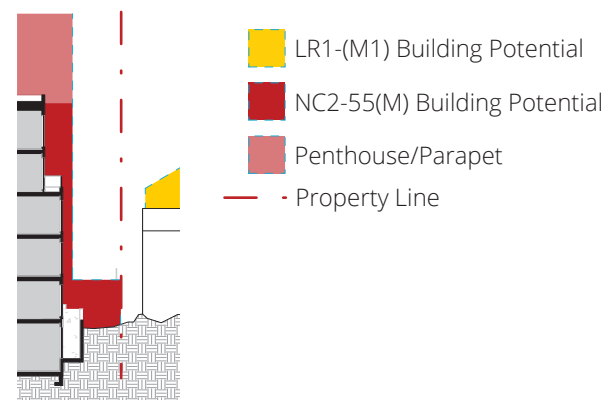 LR1-(M1) Building Potential
NC2-55(M) Building Potential
Penthouse/Parapet
Property Line